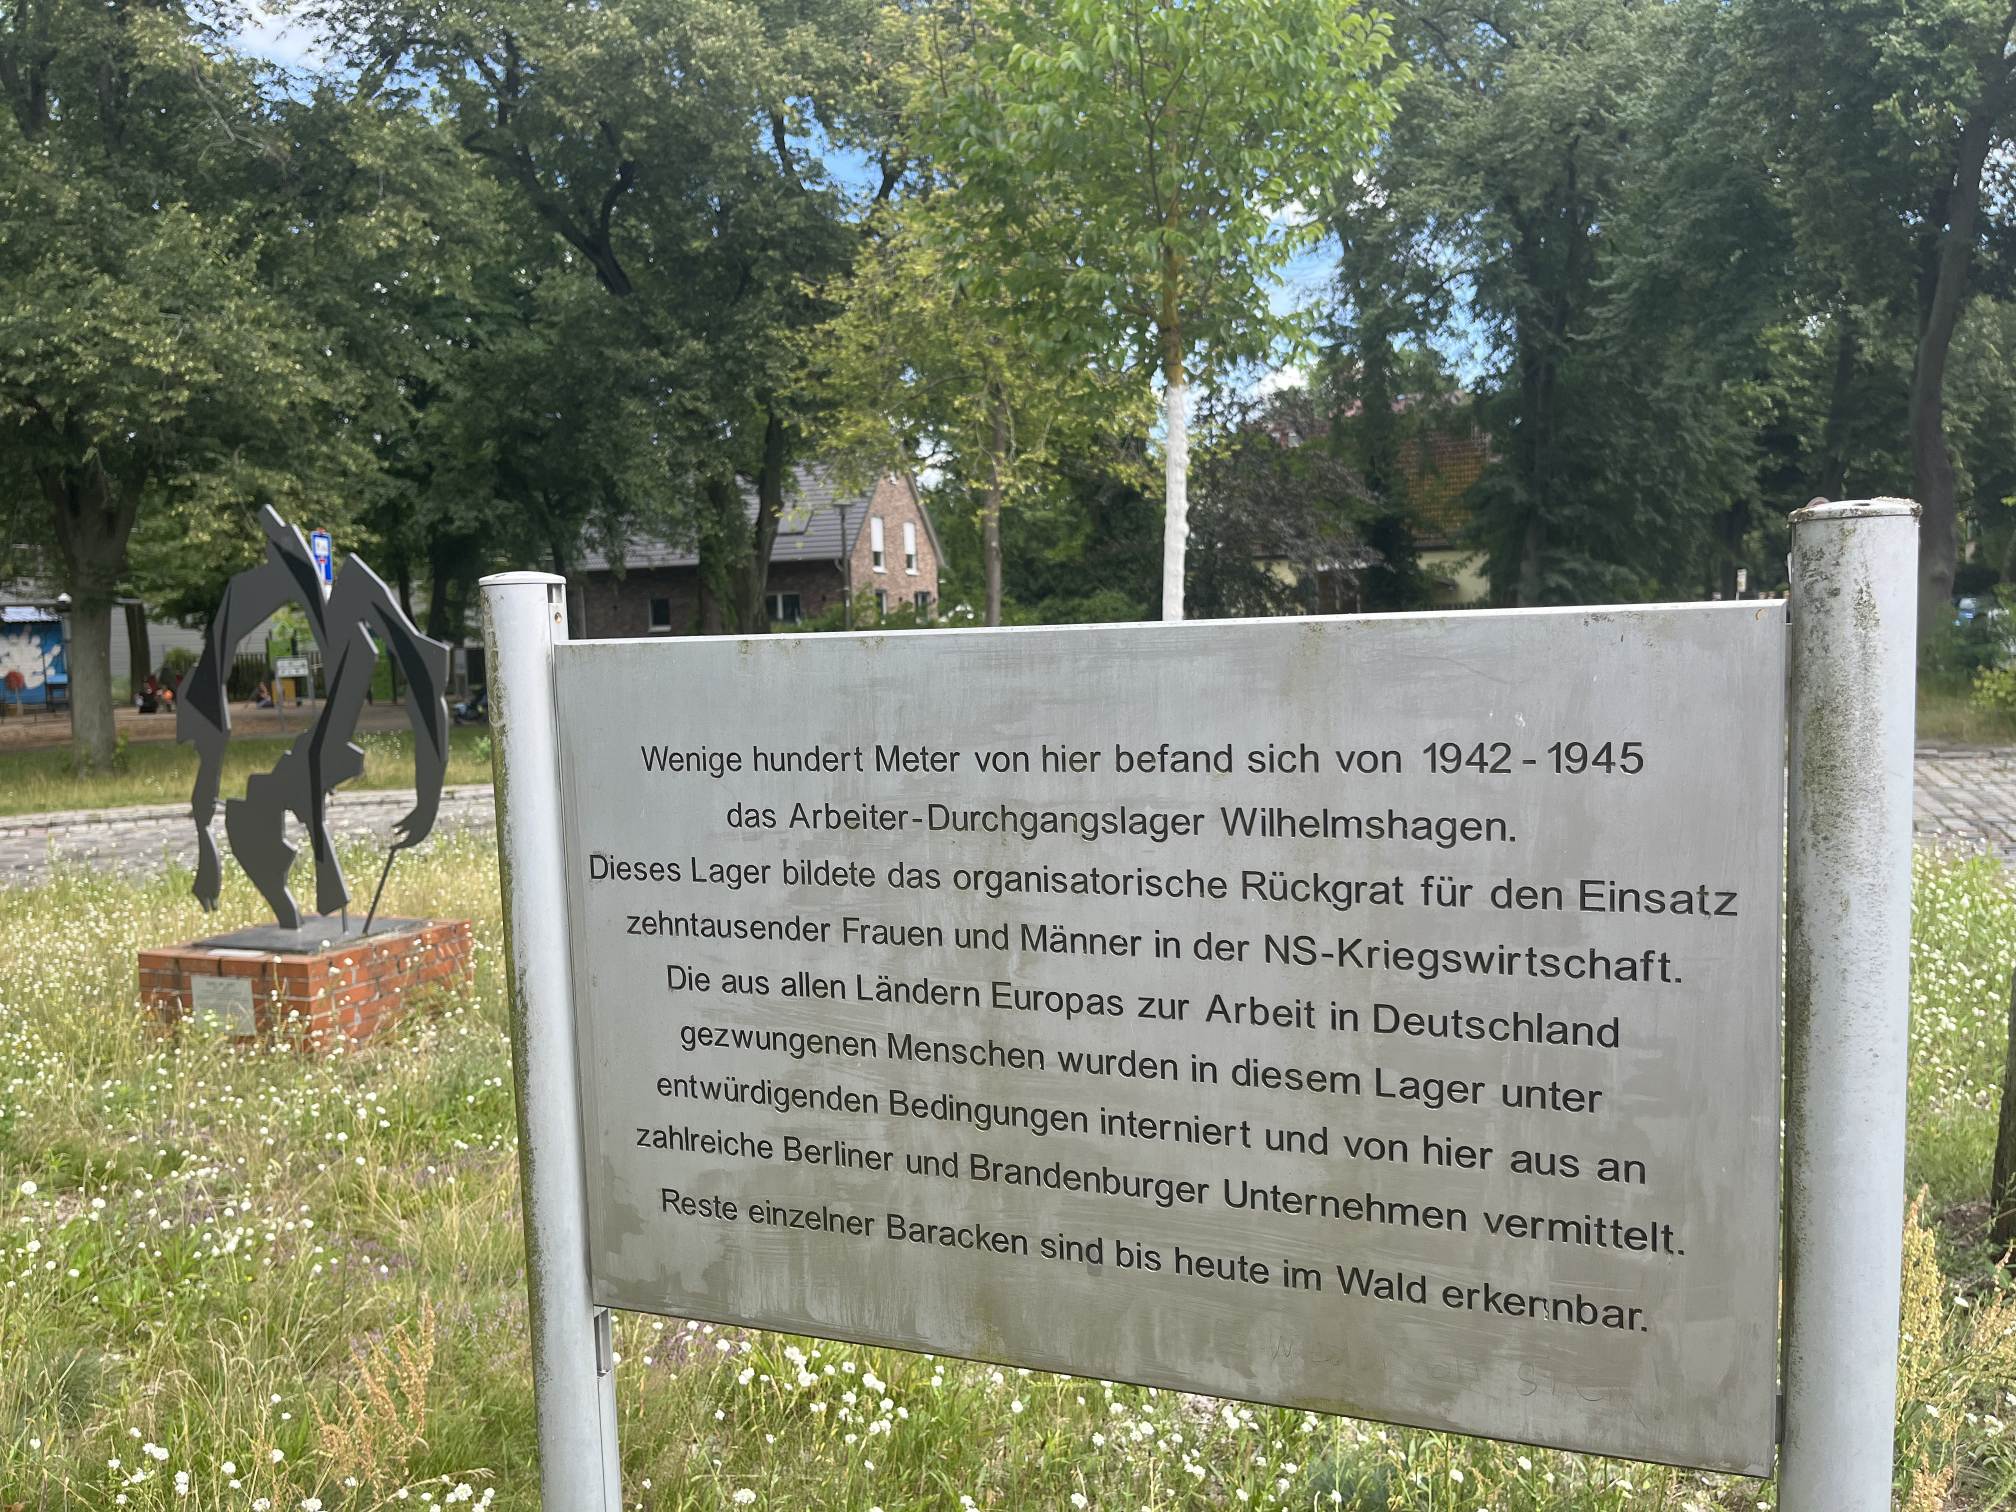 Wenige hundert Meter von hier befand sich von 1942 - 1945
das Arbeiter-Durchgangslager Wilhelmshagen.
Dieses Lager bildete das organisatorische Rückgrat für den Einsatz
zehntausender Frauen und Männer in der NS-Kriegswirtschaft.
Die aus allen Ländern Europas zur Arbeit in Deutschland
gezwungenen Menschen wurden in diesem Lager unter
entwürdigenden Bedingungen interniert und von hier aus an
zahlreiche Berliner und Brandenburger Unternehmen vermittelt.
Reste einzelner Baracken sind bis heute im Wald erkennbar.